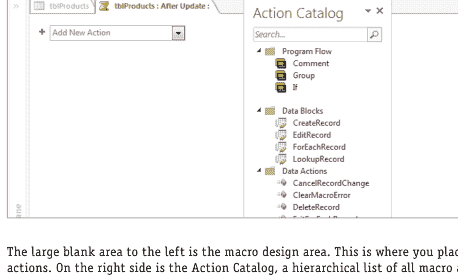 tblProducts
tblProducts : After Update :
Add New Action
Action Catalog
Search...
Program Flow
Comment
Group
If
Data Blocks
CreateRecord
EditRecord
ForEachRecord
LookupRecord
Data Actions
CancelRecordChange
ClearMacroError
DeleteRecord
The large blank area to the left is the macro design area. This is where you
actions. On the right side is the Action Catalog, a hierarchical list of all macro